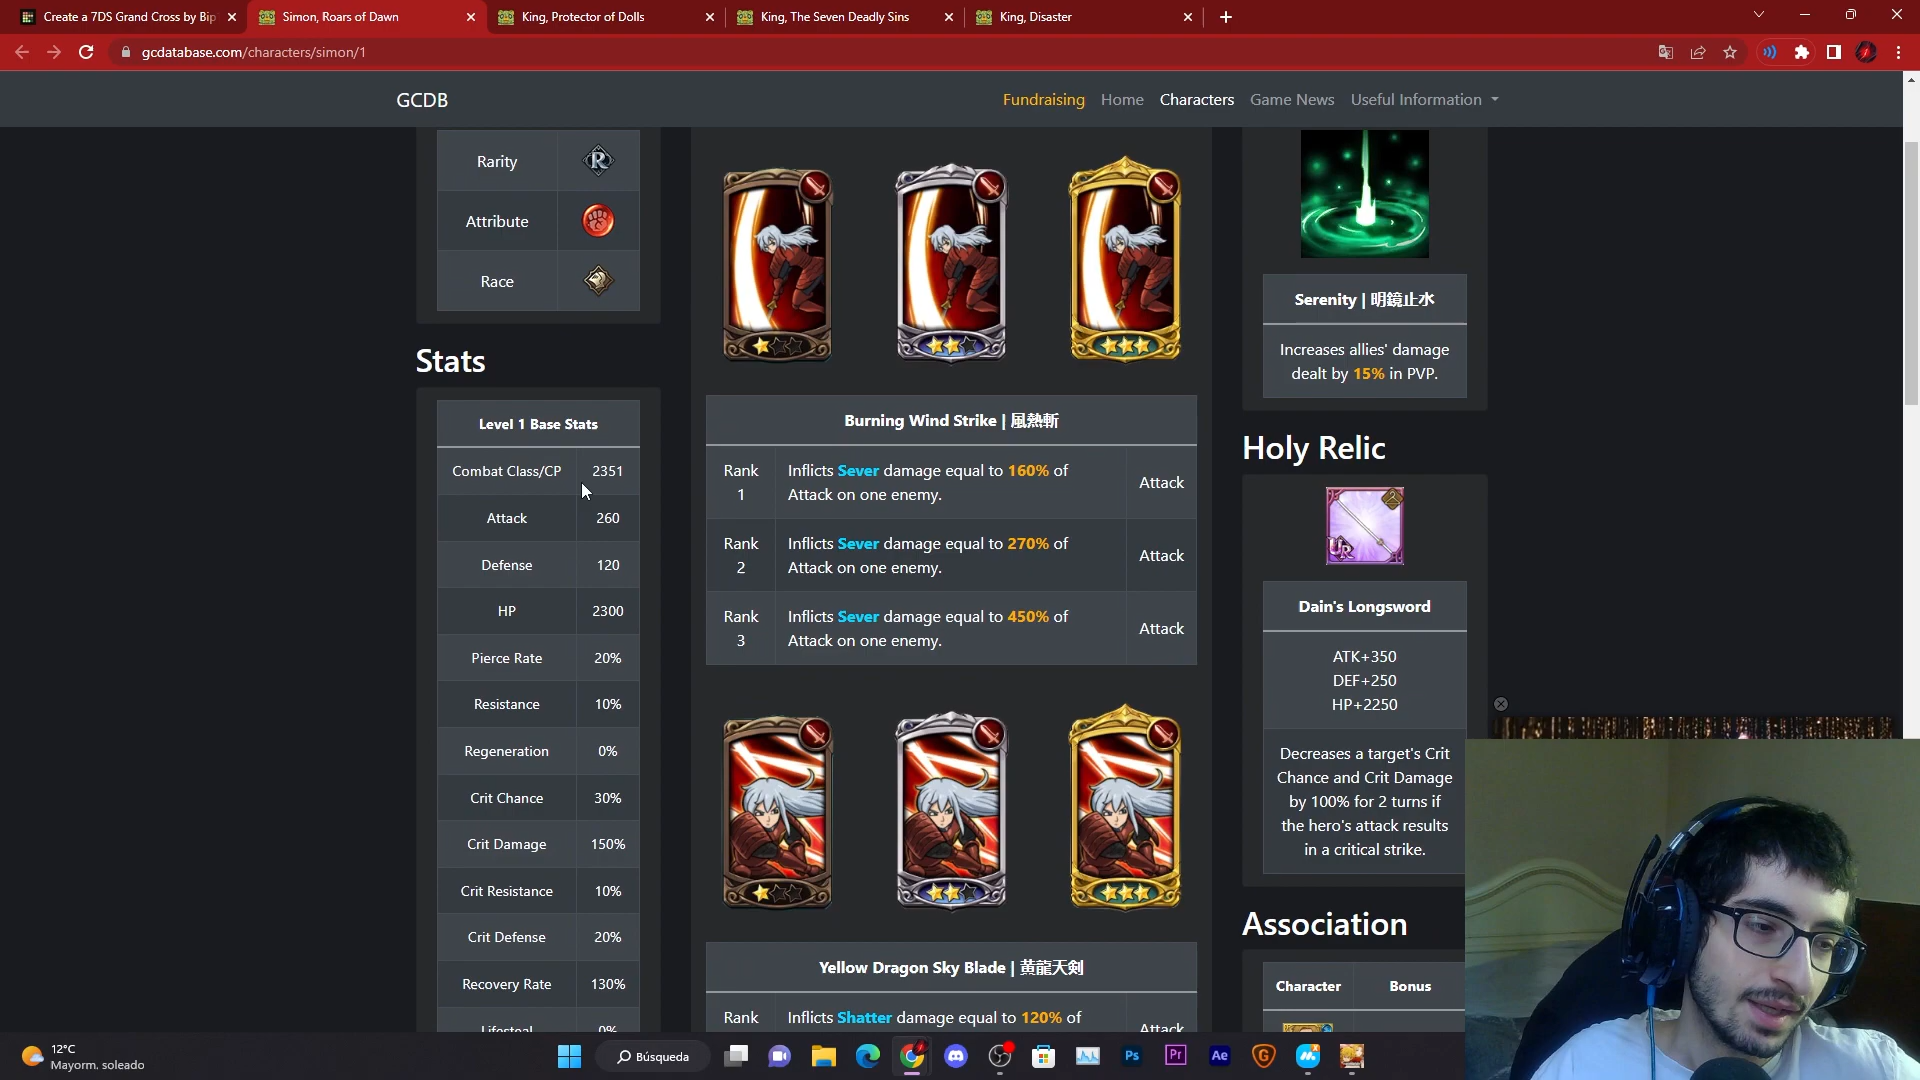 Create a 7DS Grand Cross by Bip
Simon, Roars of Dawn
King, Protector of Dolls
King, The Seven Deadly Sins
King, Disaster
gcdatabase.com/characters/simon/1
GCDB
Fundraising
Home
Characters
Game News
Useful Information
Rarity
R
Attribute
Race
Stats
Level 1 Base Stats
Combat Class/CP 2351
Attack 260
Defense 120
HP 2300
Pierce Rate 20%
Resistance 10%
Regeneration 0%
Crit Chance 30%
Crit Damage 150%
Crit Resistance 10%
Crit Defense 20%
Recovery Rate 130%
Lifesteal 0%
Burning Wind Strike | 風熱斬
Rank
1
Inflicts Sever damage equal to 160% of
Attack on one enemy.
Attack
Rank
2
Inflicts Sever damage equal to 270% of
Attack on one enemy.
Attack
Rank
3
Inflicts Sever damage equal to 450% of
Attack on one enemy.
Attack
Yellow Dragon Sky Blade | 黄龍天剣
Rank
Inflicts Shatter damage equal to 120% of
Attack
Serenity | 明鏡止水
Increases allies' damage
dealt by 15% in PVP.
Holy Relic
UR
Dain's Longsword
ATK+350
DEF+250
HP+2250
Decreases a target's Crit
Chance and Crit Damage
by 100% for 2 turns if
the hero's attack results
in a critical strike.
Association
Character
Bonus
12°C
Mayorm. soleado
Búsqueda
Ps
Pr
Ae